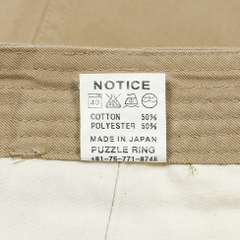 NOTICE
40
COTTON 50%
POLYESTER 50%
MADE IN JAPAN
PUZZLE RING
+81-75-771-8748